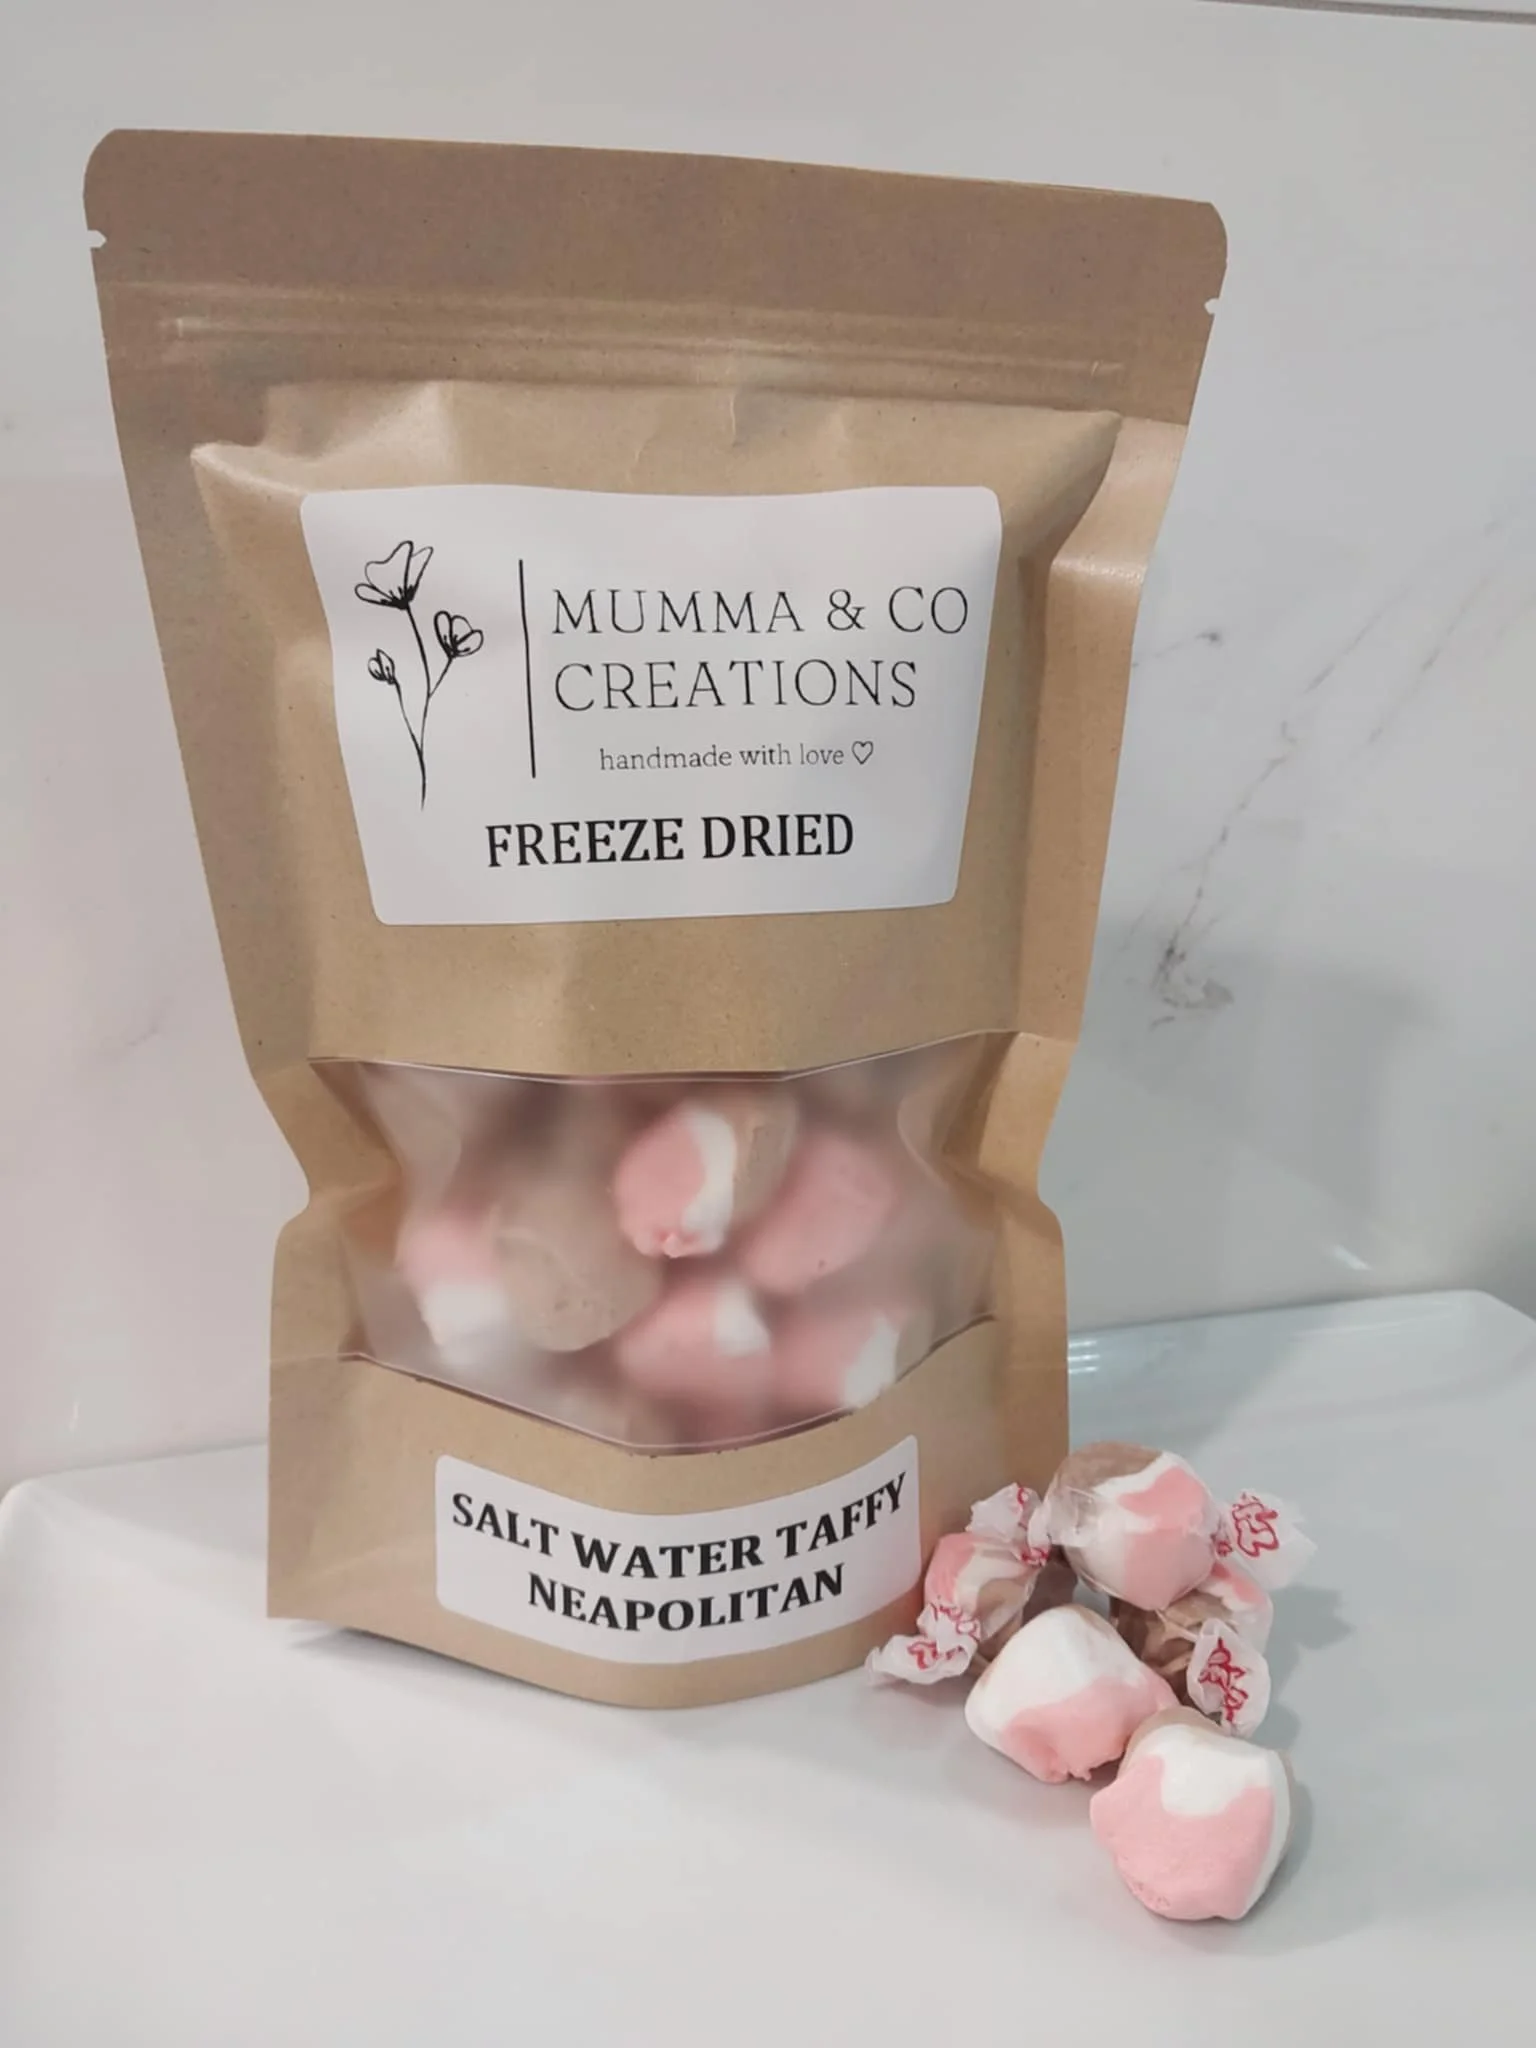 MUMMA & CO
CREATIONS
handmade with love ♡
FREEZE DRIED
SALT WATER TAFFY
NEAPOLITAN